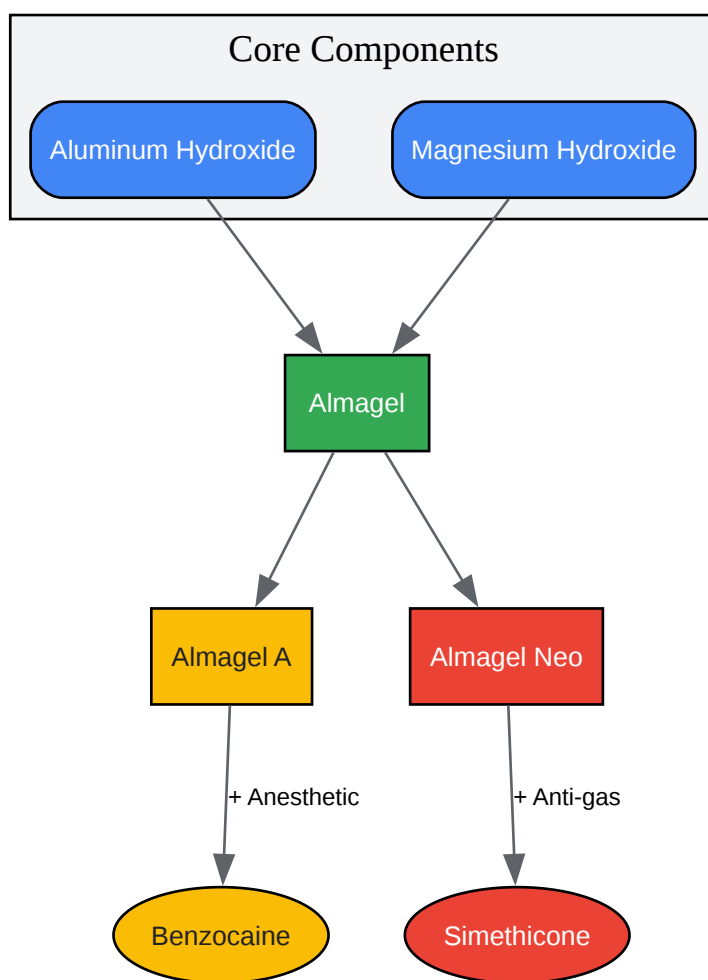 Core Components
Aluminum Hydroxide
Magnesium Hydroxide
Almagel
Almagel A
Almagel Neo
+ Anesthetic
+ Anti-gas
Benzocaine
Simethicone